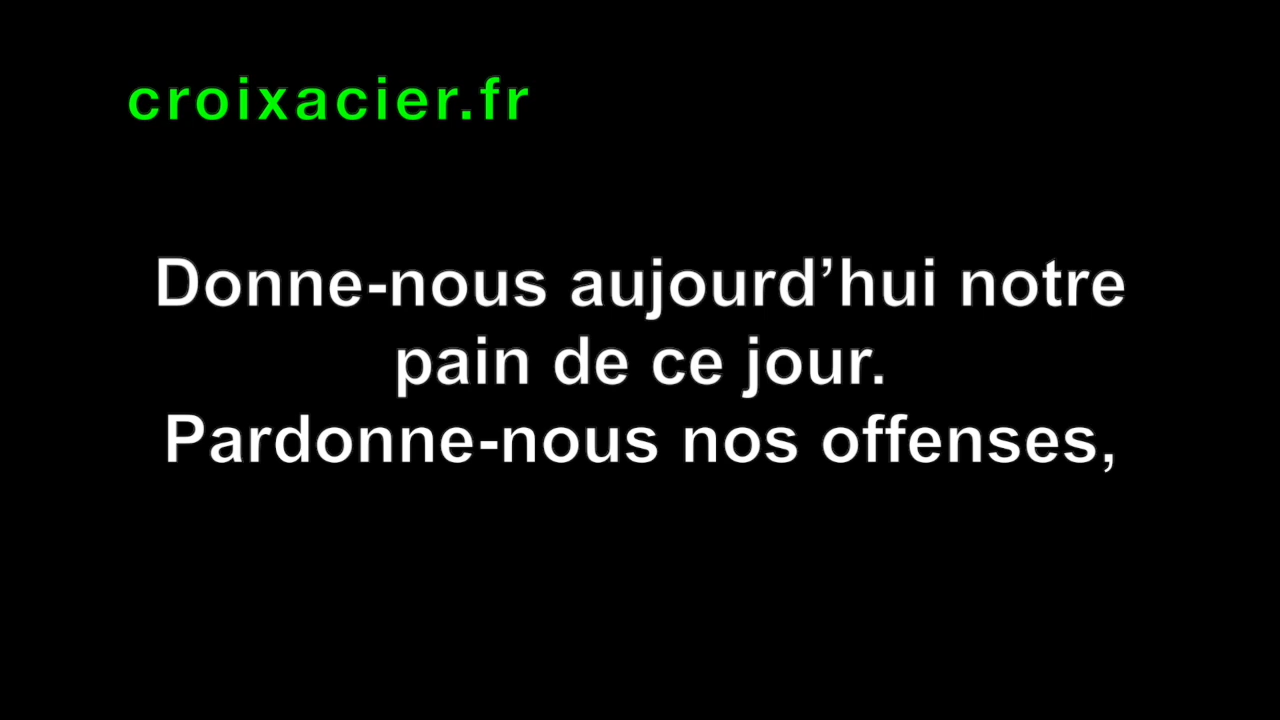 croixacier.fr
Donne-nous aujourd’hui notre
pain de ce jour.
Pardonne-nous nos offenses,